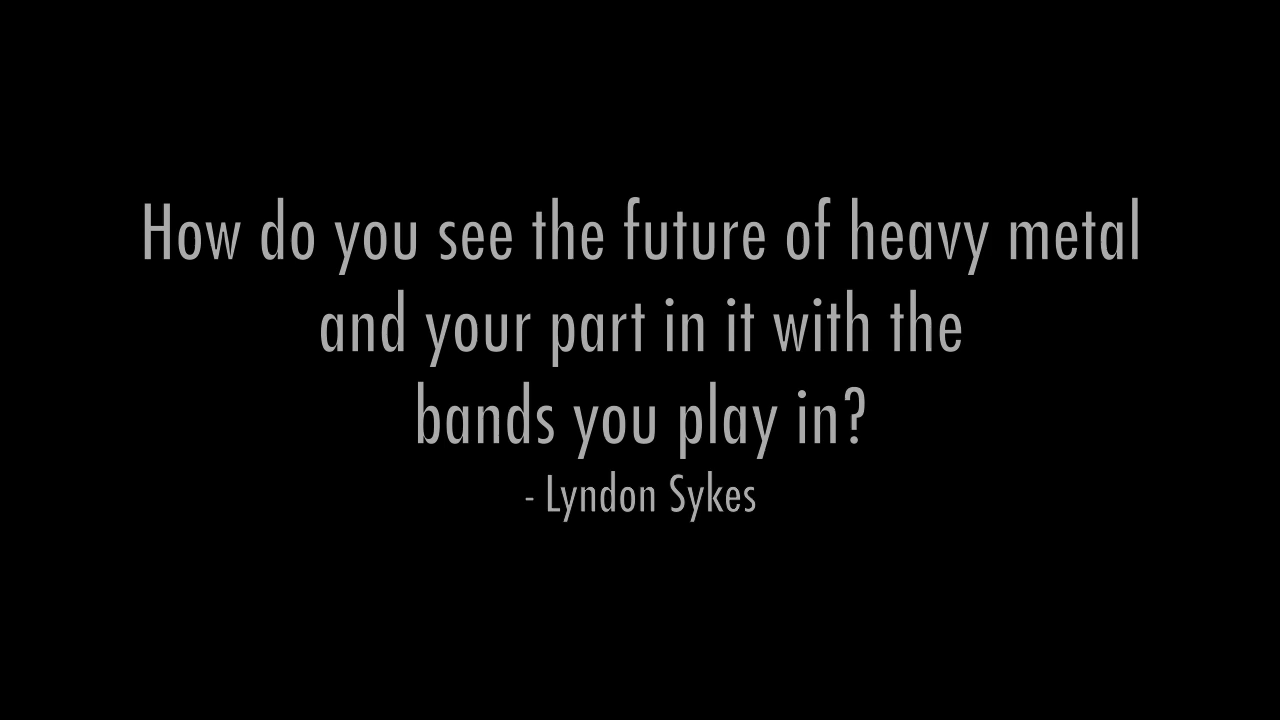 How do you see the future of heavy metal
and your part in it with the
bands you play in?
- Lyndon Sykes